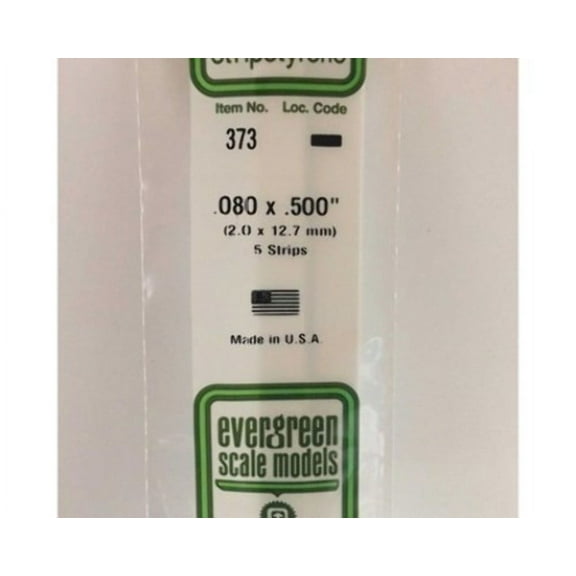 stripstyrene
Item No. Loc. Code
373
.080 x .500"
(2.0 x 12.7 mm)
5 Strips
Made in U.S.A.
evergreen
scale models